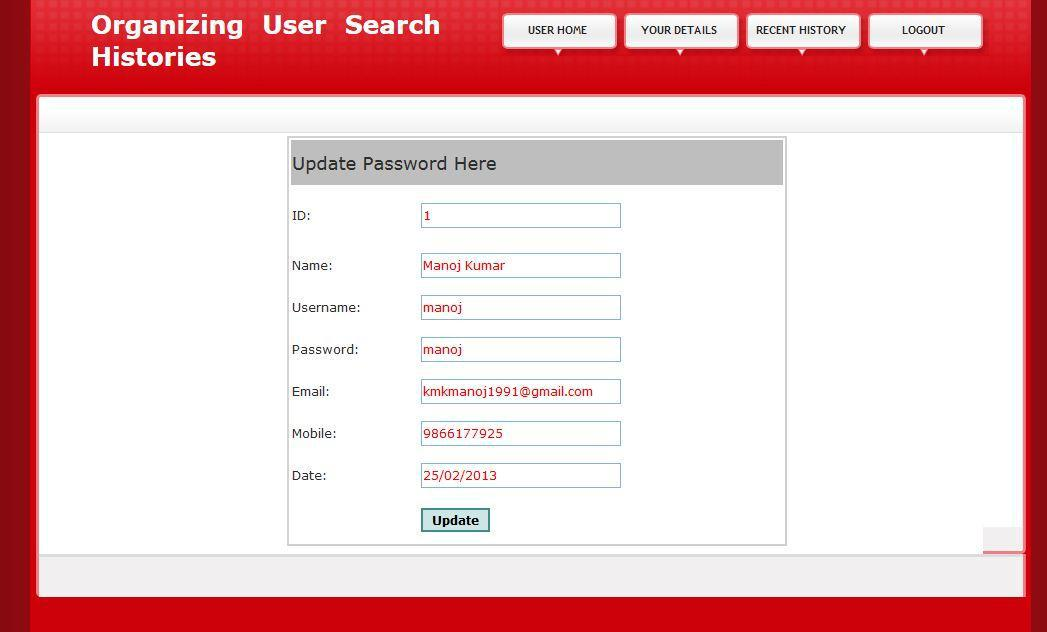 Organizing User Search
Histories
USER HOME
YOUR DETAILS
RECENT HISTORY
LOGOUT
Update Password Here
ID: 1
Name: Manoj Kumar
Username: manoj
Password: manoj
Email: kmkmanoj1991@gmail.com
Mobile: 9866177925
Date: 25/02/2013
Update